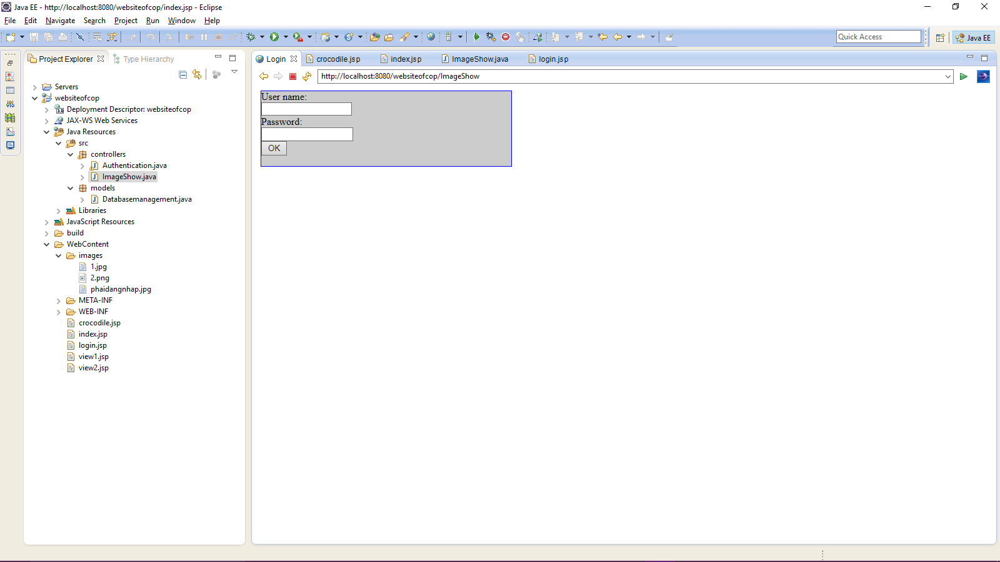 Java EE - http://localhost:8080/websiteofcop/index.jsp - Eclipse
File Edit Navigate Search Project Run Window Help
Quick Access
Java EE
Project Explorer
Type Hierarchy
Servers
websiteofcop
3.0 Deployment Descriptor: websiteofcop
JAX-WS Web Services
Java Resources
src
controllers
Authentication.java
ImageShow.java
models
Databasemanagement.java
Libraries
JavaScript Resources
build
WebContent
images
1.jpg
2.png
phaidangnhap.jpg
META-INF
WEB-INF
crocodile.jsp
index.jsp
login.jsp
view1.jsp
view2.jsp
Login crocodile.jsp index.jsp ImageShow.java login.jsp
http://localhost:8080/websiteofcop/ImageShow
User name:
Password:
OK